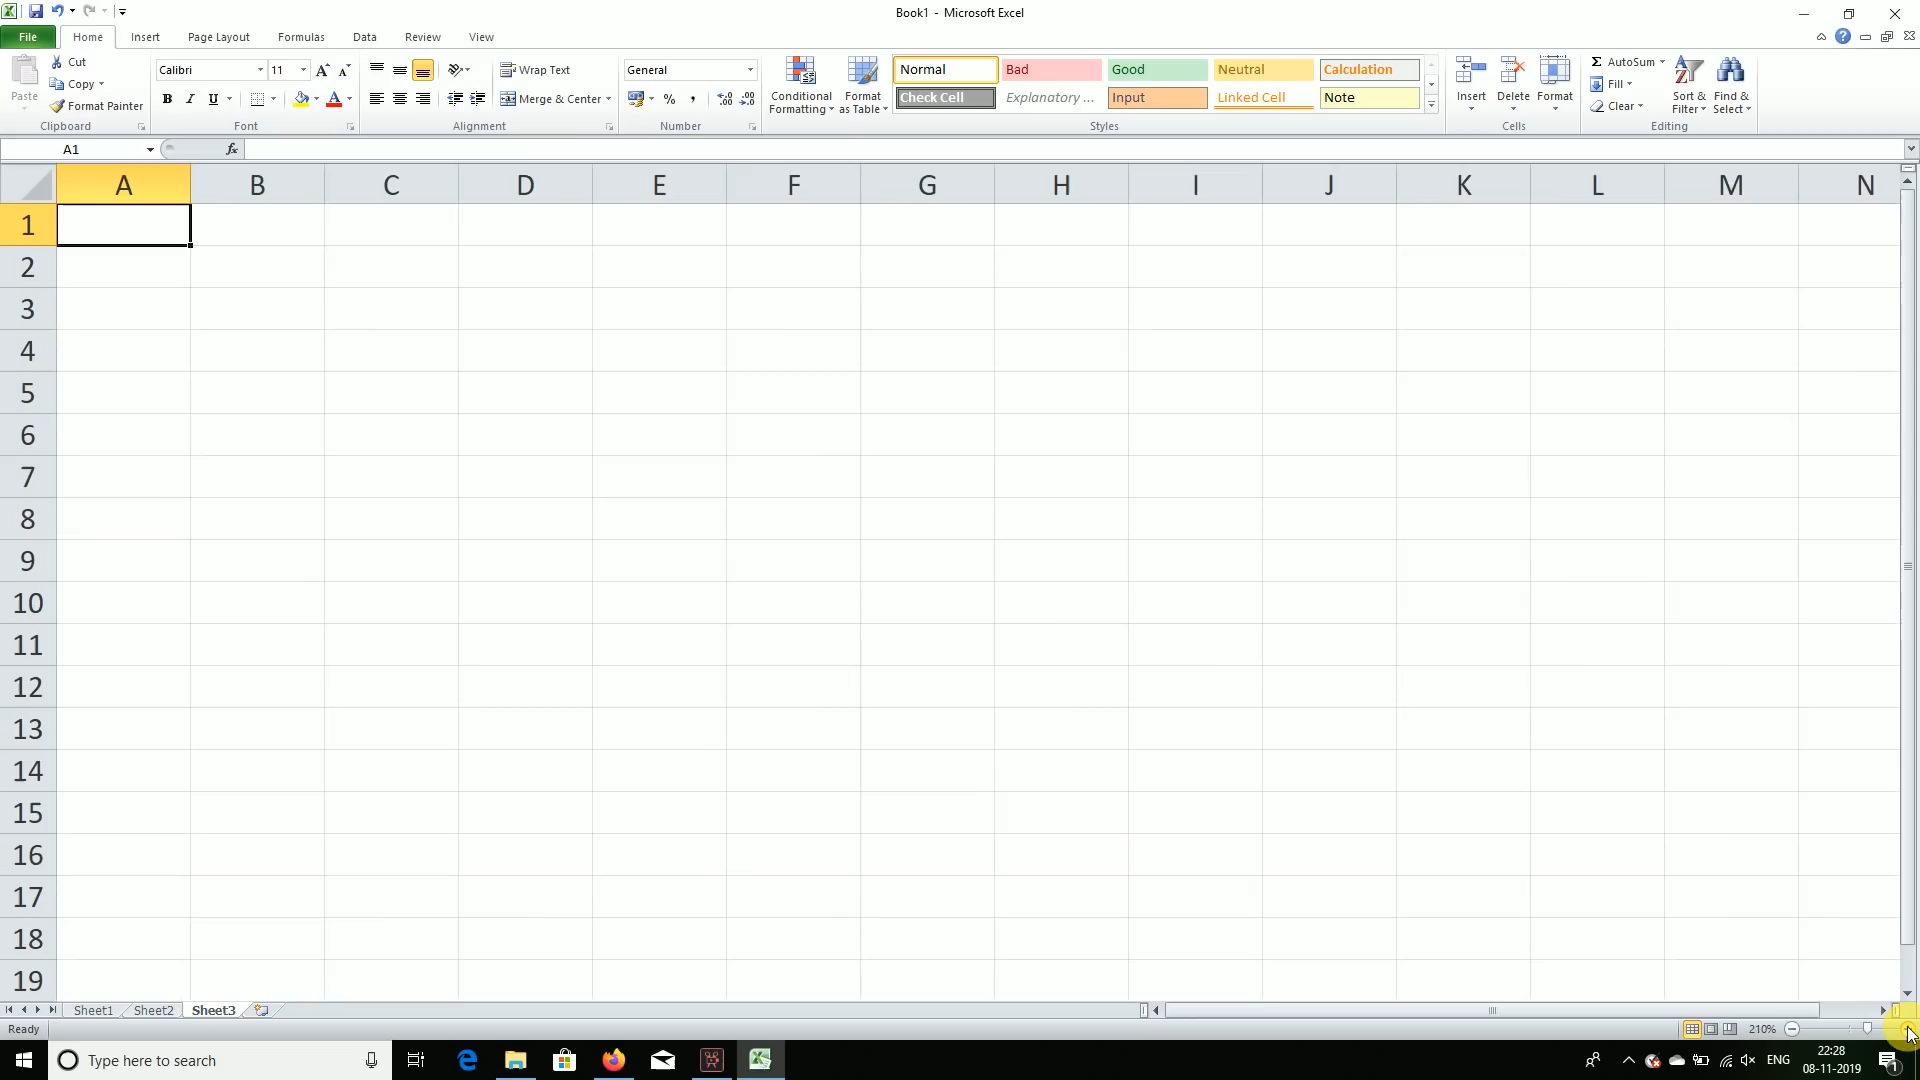 Book1 - Microsoft Excel
File Home Insert Page Layout Formulas Data Review View
Paste
Cut
Copy
Format Painter
Clipboard
Calibri 11
B I U
Font
Wrap Text
Merge & Center
Alignment
General
% ,
Number
Conditional Formatting
Format as Table
Normal Bad Good Neutral Calculation
Check Cell Explanatory ... Input Linked Cell Note
Styles
Insert Delete Format
Cells
Σ AutoSum
Fill
Clear
Sort & Filter
Find & Select
Editing
A1 fx
A B C D E F G H I J K L M N
1
2
3
4
5
6
7
8
9
10
11
12
13
14
15
16
17
18
19
Sheet1 Sheet2 Sheet3
Ready 210%
Type here to search
ENG
22:28
08-11-2019
1